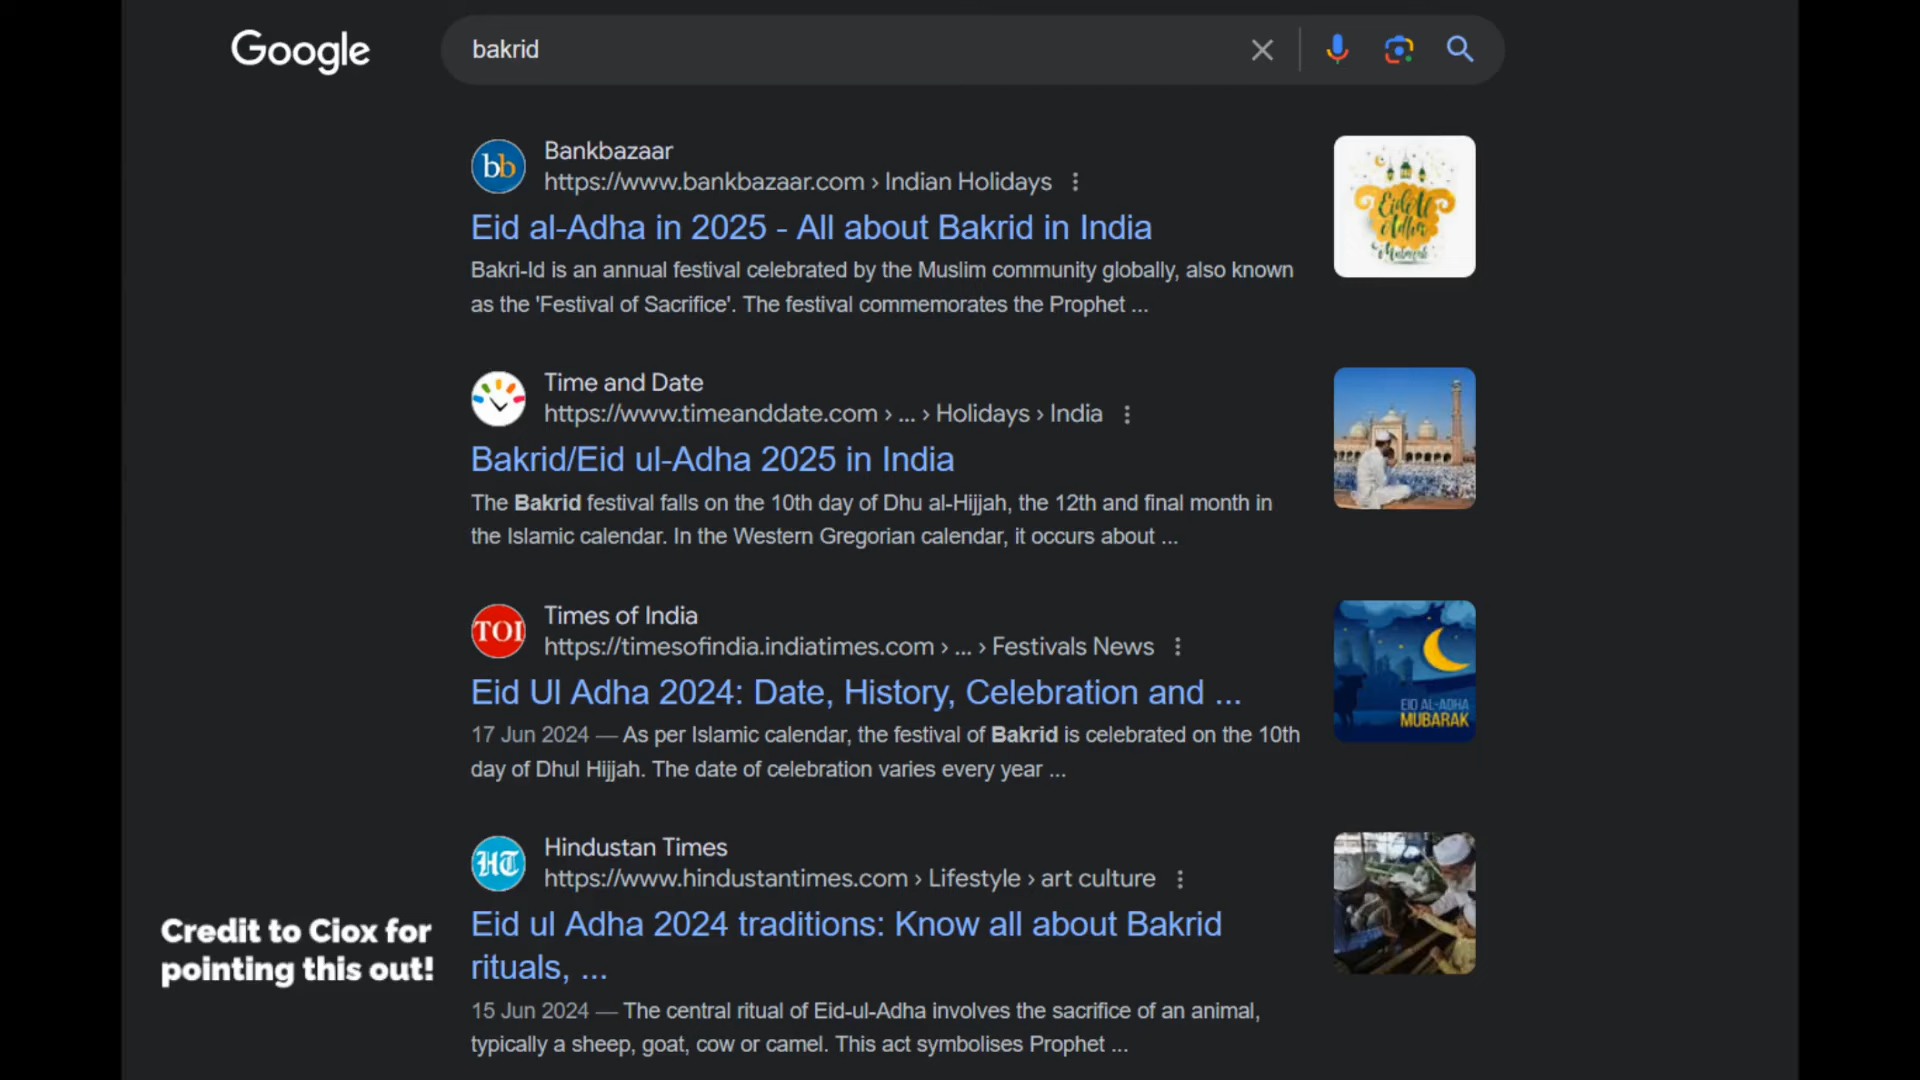 Google
bakrid
bb
Bankbazaar
https://www.bankbazaar.com › Indian Holidays
Eid al-Adha in 2025 - All about Bakrid in India
Bakri-Id is an annual festival celebrated by the Muslim community globally, also known
as the 'Festival of Sacrifice'. The festival commemorates the Prophet ...
Time and Date
https://www.timeanddate.com › ... › Holidays › India
Bakrid/Eid ul-Adha 2025 in India
The Bakrid festival falls on the 10th day of Dhu al-Hijjah, the 12th and final month in
the Islamic calendar. In the Western Gregorian calendar, it occurs about ...
TOI
Times of India
https://timesofindia.indiatimes.com › ... › Festivals News
Eid Ul Adha 2024: Date, History, Celebration and ...
17 Jun 2024 — As per Islamic calendar, the festival of Bakrid is celebrated on the 10th
day of Dhul Hijjah. The date of celebration varies every year ...
EID AL-ADHA
MUBARAK
HT
Hindustan Times
https://www.hindustantimes.com › Lifestyle › art culture
Eid ul Adha 2024 traditions: Know all about Bakrid
rituals, ...
15 Jun 2024 — The central ritual of Eid-ul-Adha involves the sacrifice of an animal,
typically a sheep, goat, cow or camel. This act symbolises Prophet ...
Credit to Ciox for
pointing this out!